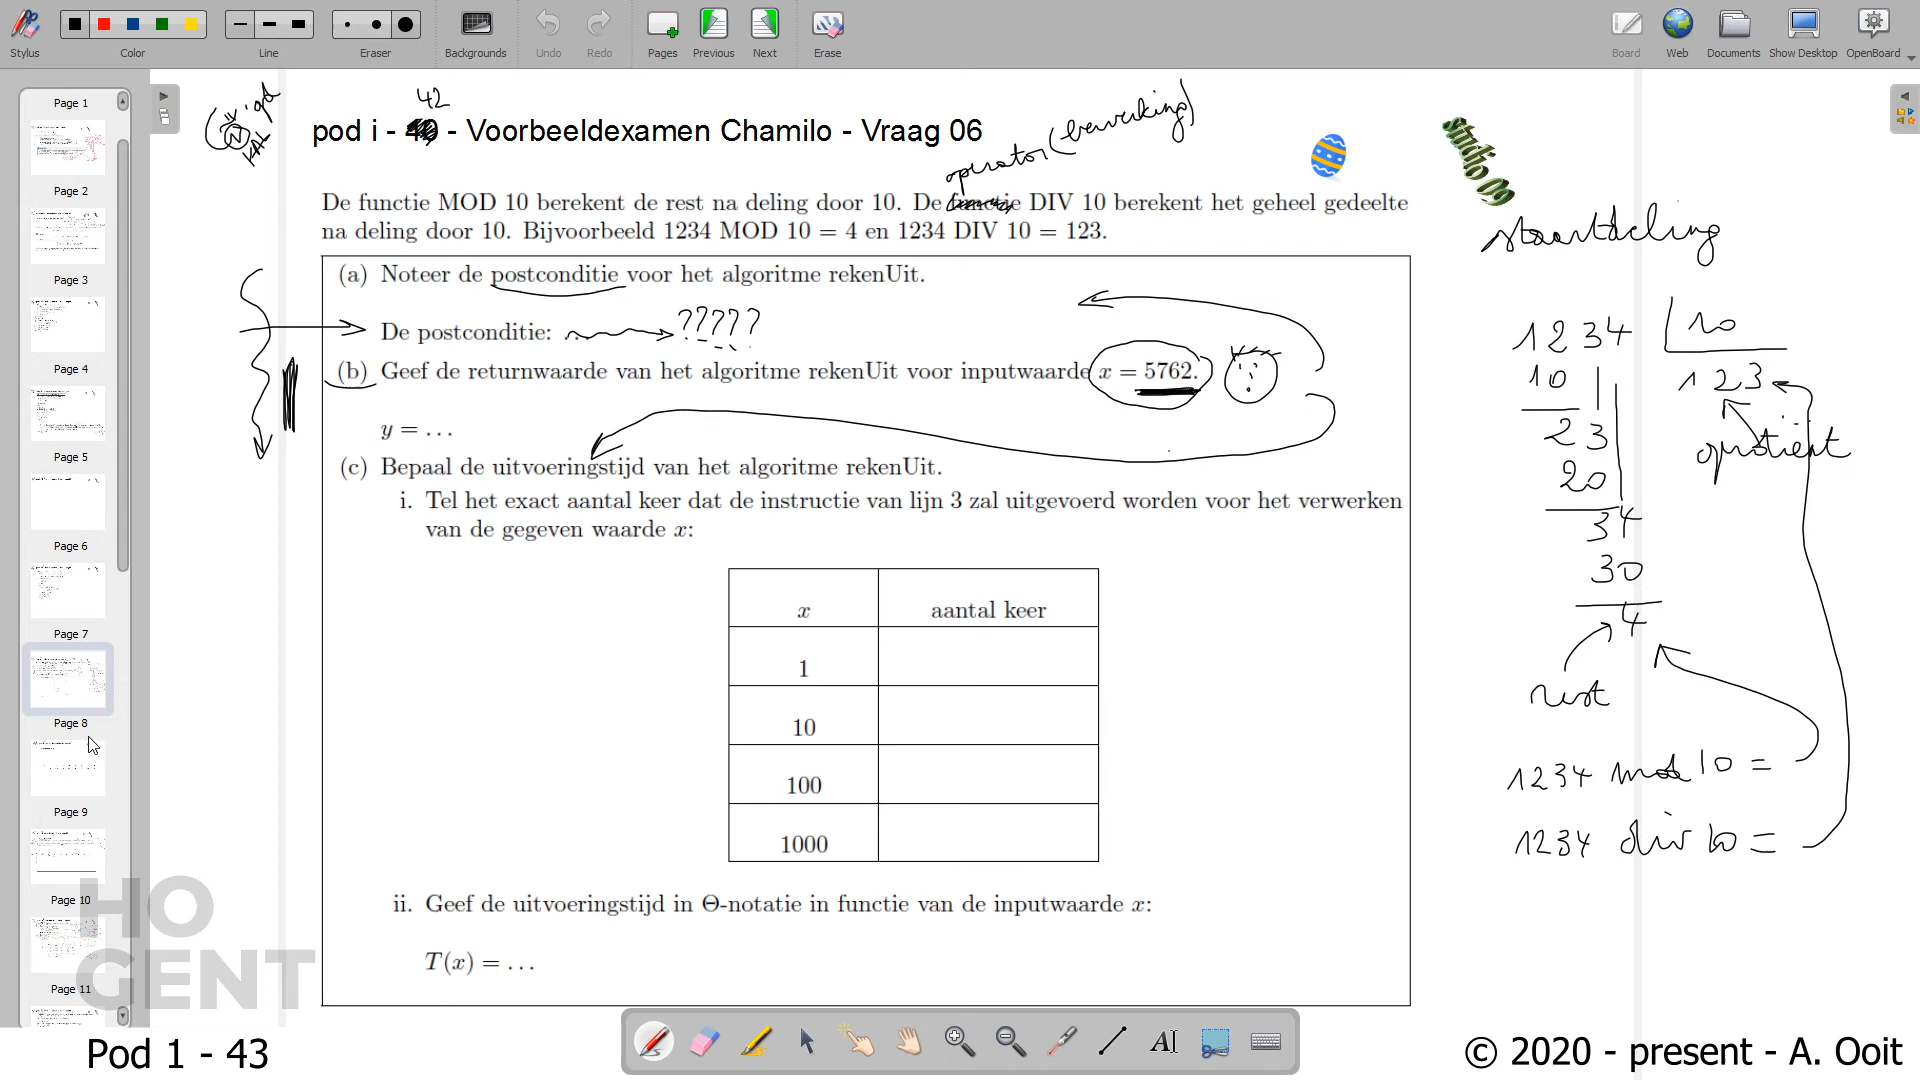 Stylus
Color
Line
Eraser
Backgrounds
Undo
Redo
Pages
Previous
Next
Erase
Board
Web
Documents
Show Desktop
OpenBoard
Page 1
Page 2
Page 3
Page 4
Page 5
Page 6
Page 7
Page 8
Page 9
Page 10
Page 11
42
pod i - - Voorbeeldexamen Chamilo - Vraag 06
operator (bewerking)
De functie MOD 10 berekent de rest na deling door 10. De functie DIV 10 berekent het geheel gedeelte
na deling door 10. Bijvoorbeeld 1234 MOD 10 = 4 en 1234 DIV 10 = 123.
(a) Noteer de postconditie voor het algoritme rekenUit.
De postconditie: ?????
(b) Geef de returnwaarde van het algoritme rekenUit voor inputwaarde x = 5762.
y = ...
(c) Bepaal de uitvoeringstijd van het algoritme rekenUit.
i. Tel het exact aantal keer dat de instructie van lijn 3 zal uitgevoerd worden voor het verwerken
van de gegeven waarde x:
x aantal keer
1
10
100
1000
ii. Geef de uitvoeringstijd in Θ-notatie in functie van de inputwaarde x:
T(x) = ...
staartdeling
1234 10
10 123
23 quotiënt
20
34
30
4
rest
1234 mod 10 =
1234 div 10 =
HO
GENT
Pod 1 - 43
© 2020 - present - A. Ooit